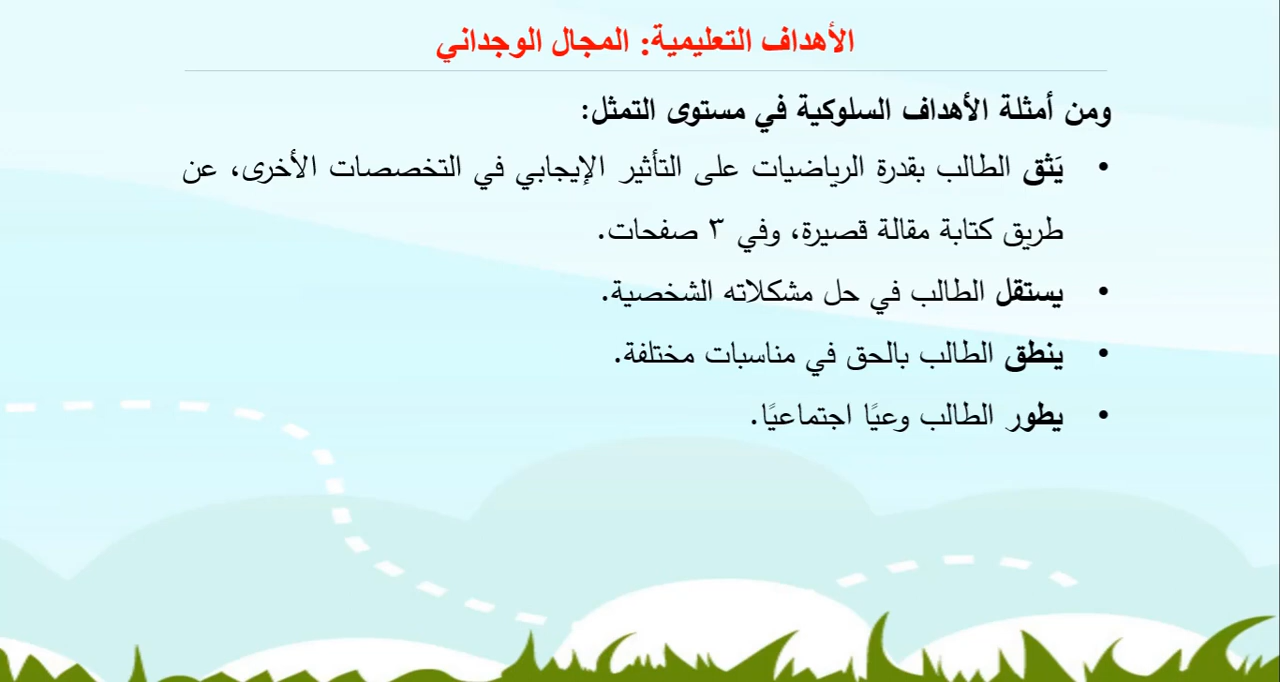 الأهداف التعليمية: المجال الوجداني
ومن أمثلة الأهداف السلوكية في مستوى التمثل:
• يَثق الطالب بقدرة الرياضيات على التأثير الإيجابي في التخصصات الأخرى، عن
طريق كتابة مقالة قصيرة، وفي ٣ صفحات.
• يستقل الطالب في حل مشكلاته الشخصية.
• ينطق الطالب بالحق في مناسبات مختلفة.
• يطور الطالب وعيًا اجتماعيًا.